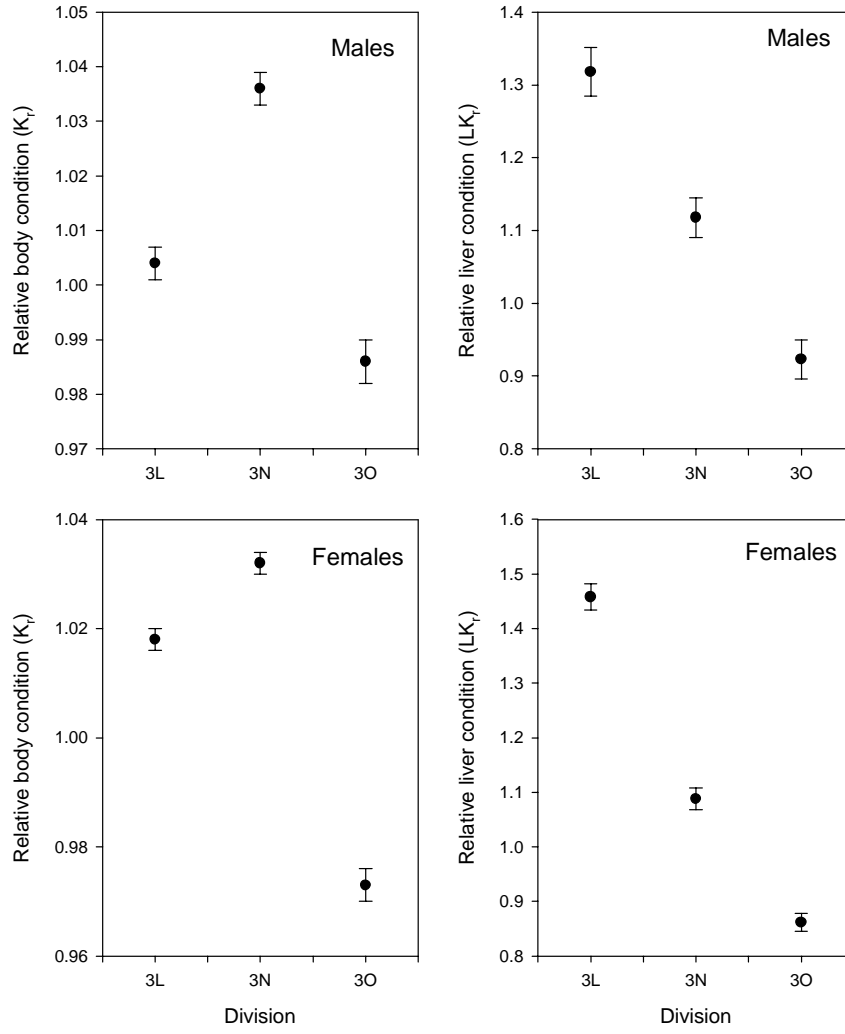 Males
Relative body condition (Kr)
1.05
1.04
1.03
1.02
1.01
1.00
0.99
0.98
0.97
3L 3N 3O
Males
Relative liver condition (LKr)
1.4
1.3
1.2
1.1
1.0
0.9
0.8
3L 3N 3O
Females
Relative body condition (Kr)
1.04
1.02
1.00
0.98
0.96
3L 3N 3O
Division
Females
Relative liver condition (LKr)
1.6
1.5
1.4
1.3
1.2
1.1
1.0
0.9
0.8
3L 3N 3O
Division